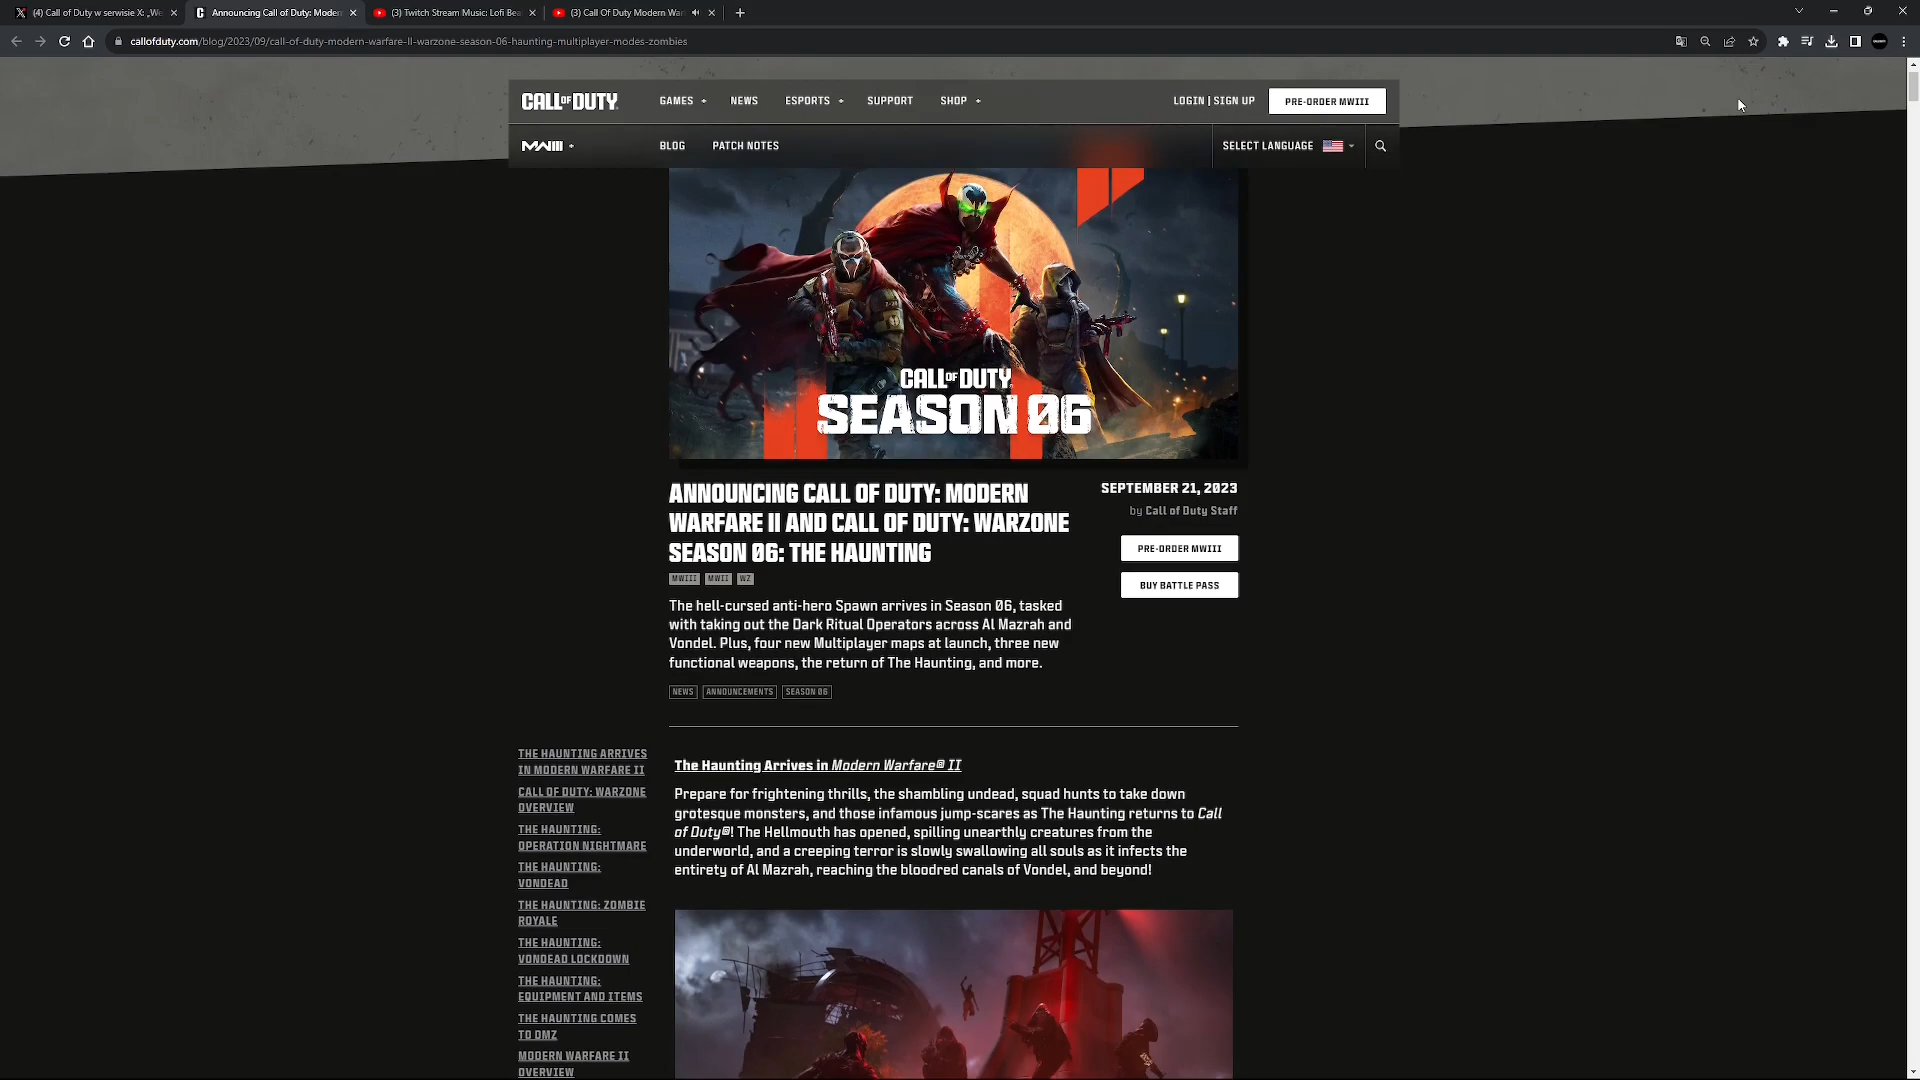 (4) Call of Duty w serwisie X: „We
Announcing Call of Duty: Moder
(3) Twitch Stream Music: Lofi Bea
(3) Call Of Duty Modern War
callofduty.com/blog/2023/09/call-of-duty-modern-warfare-II-warzone-season-06-haunting-multiplayer-modes-zombies
CALL OF DUTY
GAMES
NEWS
ESPORTS
SUPPORT
SHOP
LOGIN | SIGN UP
PRE-ORDER MWIII
MWIII
BLOG
PATCH NOTES
SELECT LANGUAGE
CALL OF DUTY
SEASON 06
ANNOUNCING CALL OF DUTY: MODERN
WARFARE II AND CALL OF DUTY: WARZONE
SEASON 06: THE HAUNTING
SEPTEMBER 21, 2023
by Call of Duty Staff
PRE-ORDER MWIII
BUY BATTLE PASS
MWIII MWII WZ
The hell-cursed anti-hero Spawn arrives in Season 06, tasked
with taking out the Dark Ritual Operators across Al Mazrah and
Vondel. Plus, four new Multiplayer maps at launch, three new
functional weapons, the return of The Haunting, and more.
NEWS ANNOUNCEMENTS SEASON 06
THE HAUNTING ARRIVES
IN MODERN WARFARE II
CALL OF DUTY: WARZONE
OVERVIEW
THE HAUNTING:
OPERATION NIGHTMARE
THE HAUNTING:
VONDEAD
THE HAUNTING: ZOMBIE
ROYALE
THE HAUNTING:
VONDEAD LOCKDOWN
THE HAUNTING:
EQUIPMENT AND ITEMS
THE HAUNTING COMES
TO DMZ
MODERN WARFARE II
OVERVIEW
The Haunting Arrives in Modern Warfare® II
Prepare for frightening thrills, the shambling undead, squad hunts to take down
grotesque monsters, and those infamous jump-scares as The Haunting returns to Call
of Duty®! The Hellmouth has opened, spilling unearthly creatures from the
underworld, and a creeping terror is slowly swallowing all souls as it infects the
entirety of Al Mazrah, reaching the bloodred canals of Vondel, and beyond!